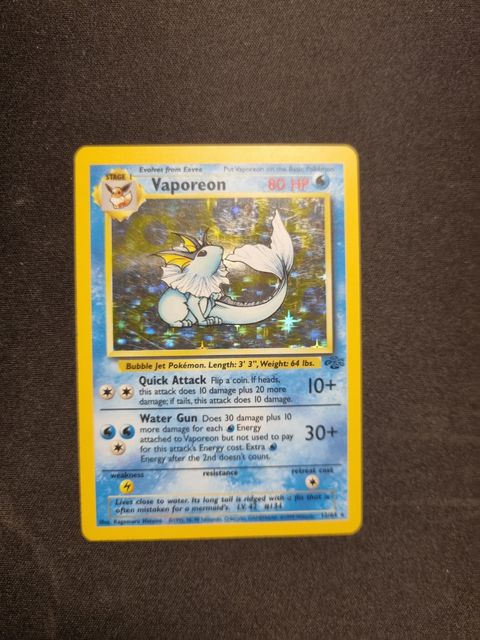 Evolves from Eevee Put Vaporeon on the Basic Pokémon
STAGE 1
Vaporeon 80 HP
Bubble Jet Pokémon. Length: 3' 3", Weight: 64 lbs.
Quick Attack Flip a coin. If heads,
this attack does 10 damage plus 20 more
damage; if tails, this attack does 10 damage.
10+
Water Gun Does 30 damage plus 10
more damage for each Energy
attached to Vaporeon but not used to pay
for this attack's Energy cost. Extra
Energy after the 2nd doesn't count.
30+
weakness resistance retreat cost
Lives close to water. Its long tail is ridged with a fin that is
often mistaken for a mermaid's. LV. 42 #134
Illus. Kagemaru Himeno
12/64 ★